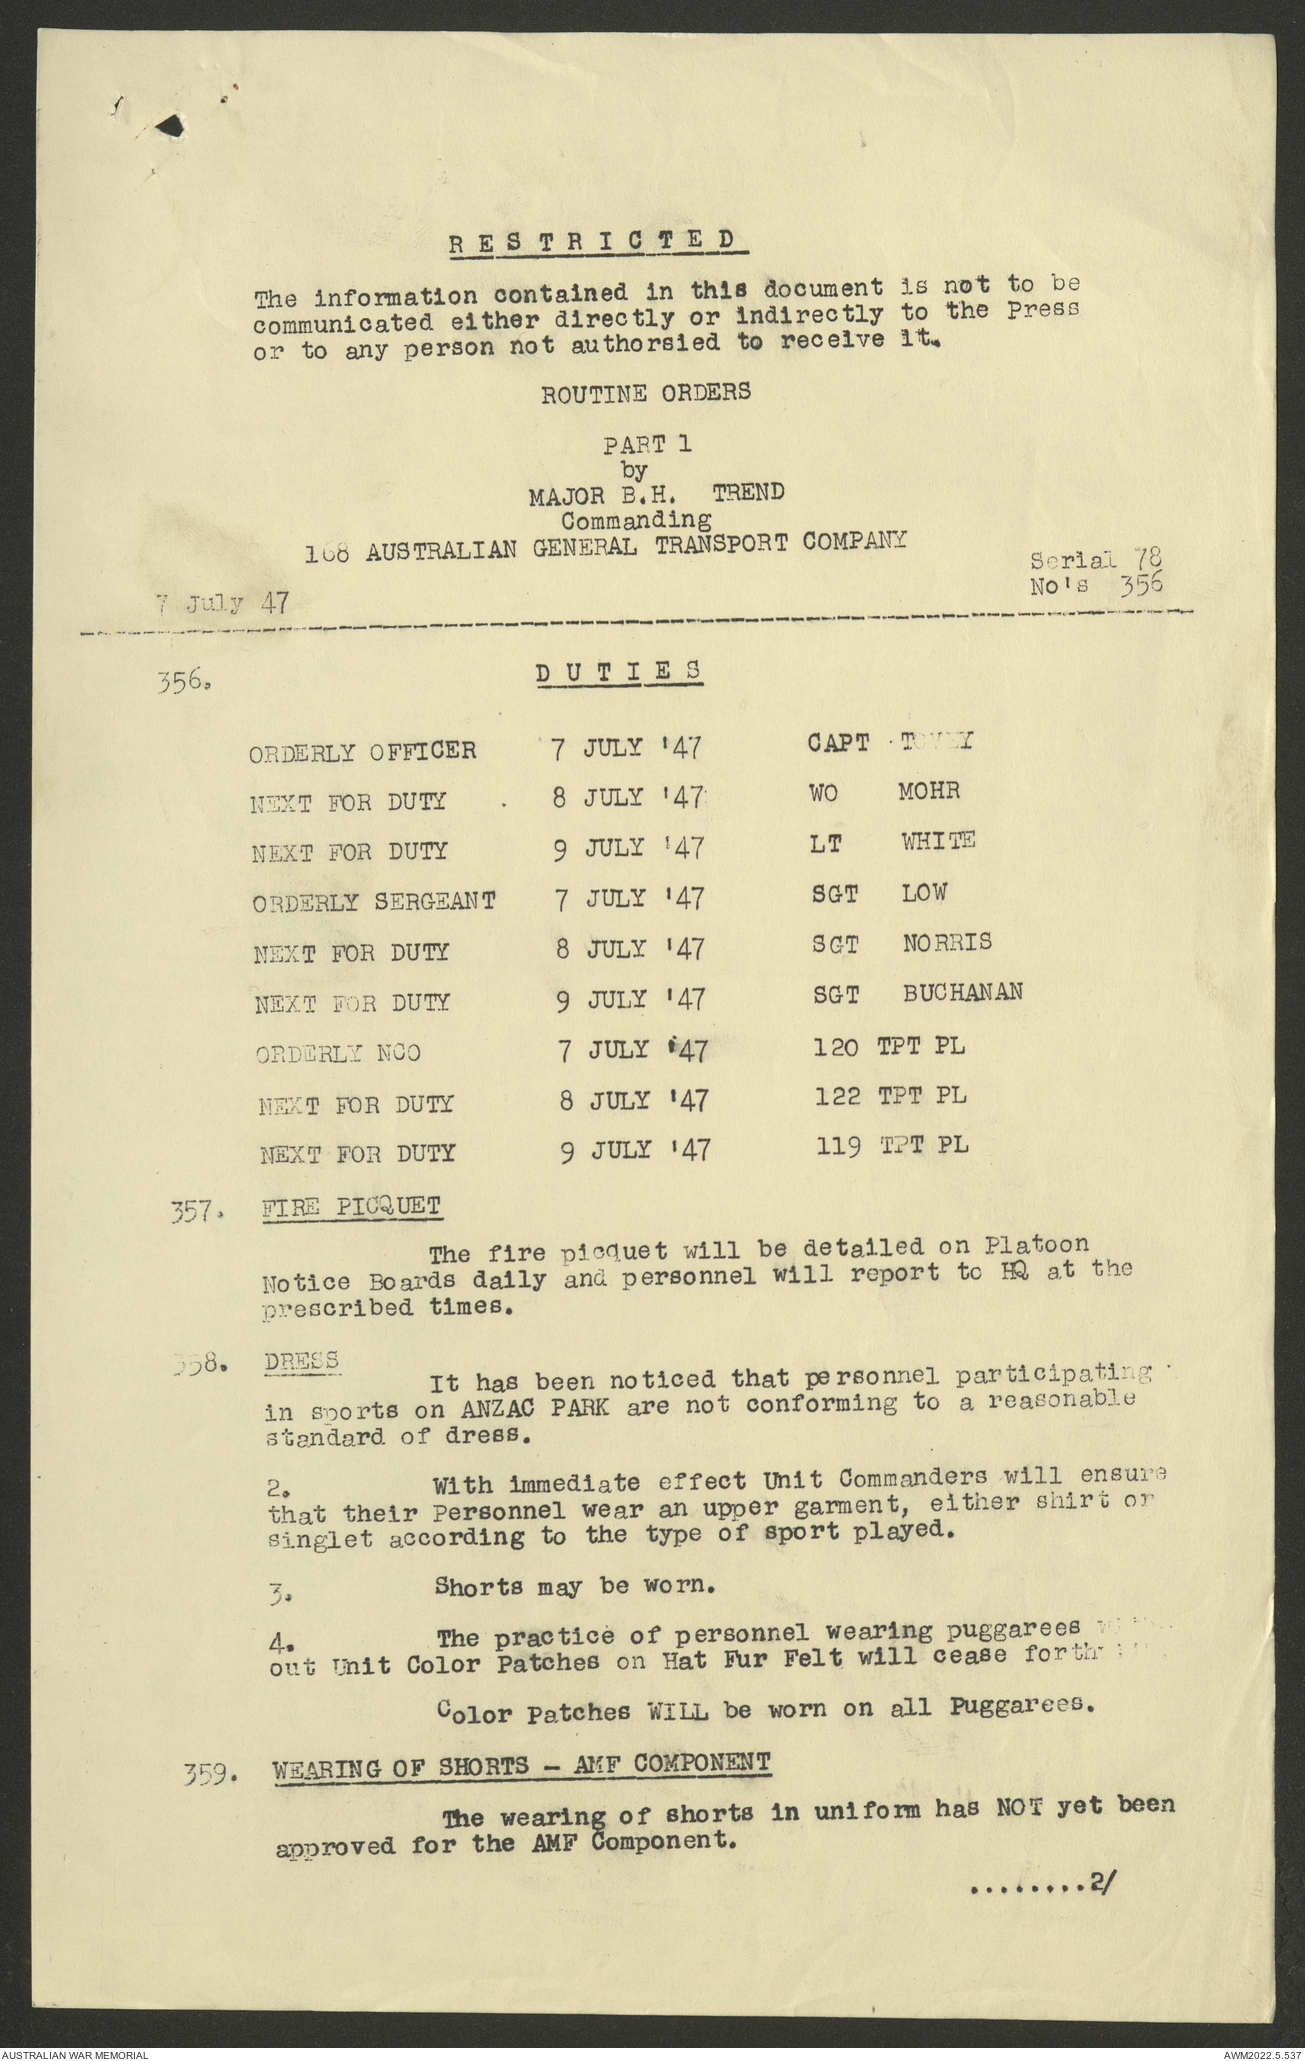 RESTRICTED
The information contained in this document is not to be
communicated either directly or indirectly to the Press
or to any person not authorsied to receive it.
ROUTINE ORDERS
PART 1
by
MAJOR B.H. TREND
Commanding
168 AUSTRALIAN GENERAL TRANSPORT COMPANY
Serial 78
No's 356
7 July 47
356. DUTIES
ORDERLY OFFICER 7 JULY '47 CAPT TOVEY
NEXT FOR DUTY 8 JULY '47 WO MOHR
NEXT FOR DUTY 9 JULY '47 LT WHITE
ORDERLY SERGEANT 7 JULY '47 SGT LOW
NEXT FOR DUTY 8 JULY '47 SGT NORRIS
NEXT FOR DUTY 9 JULY '47 SGT BUCHANAN
ORDERLY NCO 7 JULY '47 120 TPT PL
NEXT FOR DUTY 8 JULY '47 122 TPT PL
NEXT FOR DUTY 9 JULY '47 119 TPT PL
357. FIRE PICQUET
The fire picquet will be detailed on Platoon
Notice Boards daily and personnel will report to HQ at the
prescribed times.
358. DRESS
It has been noticed that personnel participating
in sports on ANZAC PARK are not conforming to a reasonable
standard of dress.
2. With immediate effect Unit Commanders will ensure
that their Personnel wear an upper garment, either shirt or
singlet according to the type of sport played.
3. Shorts may be worn.
4. The practice of personnel wearing puggarees
out Unit Color Patches on Hat Fur Felt will cease forth
Color Patches WILL be worn on all Puggarees.
359. WEARING OF SHORTS - AMF COMPONENT
The wearing of shorts in uniform has NOT yet been
approved for the AMF Component.
........2/
AUSTRALIAN WAR MEMORIAL
AWM2022.5.537